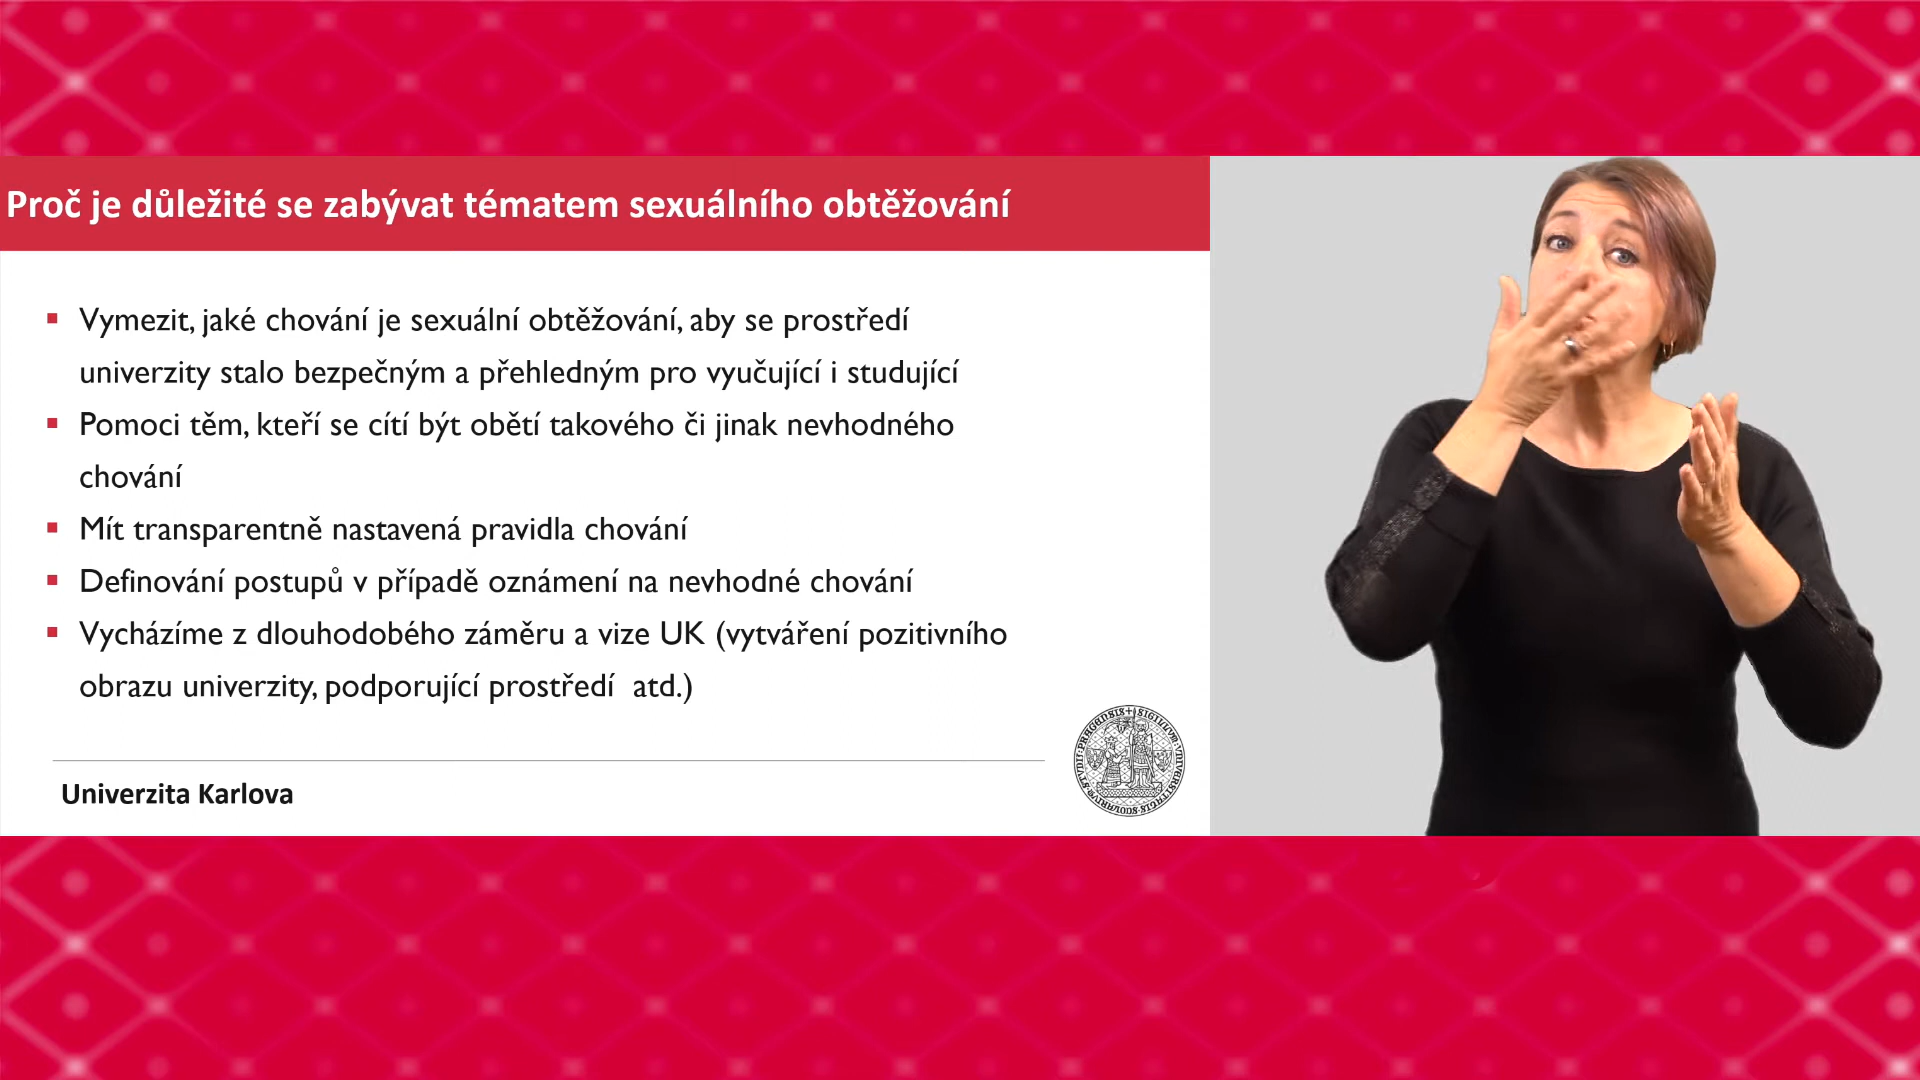 Proč je důležité se zabývat tématem sexuálního obtěžování
▪ Vymezit, jaké chování je sexuální obtěžování, aby se prostředí
univerzity stalo bezpečným a přehledným pro vyučující i studující
▪ Pomoci těm, kteří se cítí být obětí takového či jinak nevhodného
chování
▪ Mít transparentně nastavená pravidla chování
▪ Definování postupů v případě oznámení na nevhodné chování
▪ Vycházíme z dlouhodobého záměru a vize UK (vytváření pozitivního
obrazu univerzity, podporující prostředí  atd.)
Univerzita Karlova